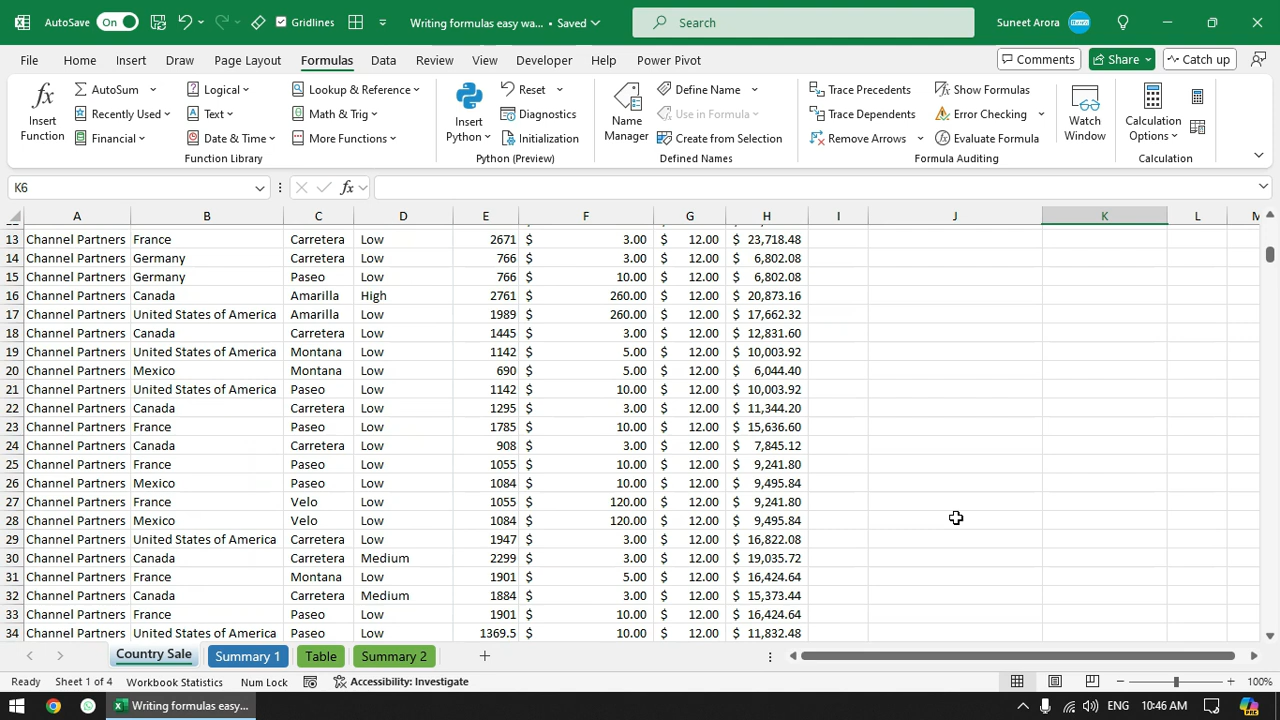 AutoSave On Gridlines Writing formulas easy wa... • Saved Search Suneet Arora
File Home Insert Draw Page Layout Formulas Data Review View Developer Help Power Pivot Comments Share Catch up
Insert Function
AutoSum
Recently Used
Financial
Logical
Text
Date & Time
Lookup & Reference
Math & Trig
More Functions
Function Library
Insert Python
Reset
Diagnostics
Initialization
Python (Preview)
Name Manager
Define Name
Use in Formula
Create from Selection
Defined Names
Trace Precedents
Trace Dependents
Remove Arrows
Show Formulas
Error Checking
Evaluate Formula
Formula Auditing
Watch Window
Calculation Options
Calculation
K6 fx
A B C D E F G H I J K L M
13 Channel Partners France Carretera Low 2671 $ 3.00 $ 12.00 $ 23,718.48
14 Channel Partners Germany Carretera Low 766 $ 3.00 $ 12.00 $ 6,802.08
15 Channel Partners Germany Paseo Low 766 $ 10.00 $ 12.00 $ 6,802.08
16 Channel Partners Canada Amarilla High 2761 $ 260.00 $ 12.00 $ 20,873.16
17 Channel Partners United States of America Amarilla Low 1989 $ 260.00 $ 12.00 $ 17,662.32
18 Channel Partners Canada Carretera Low 1445 $ 3.00 $ 12.00 $ 12,831.60
19 Channel Partners United States of America Montana Low 1142 $ 5.00 $ 12.00 $ 10,003.92
20 Channel Partners Mexico Montana Low 690 $ 5.00 $ 12.00 $ 6,044.40
21 Channel Partners United States of America Paseo Low 1142 $ 10.00 $ 12.00 $ 10,003.92
22 Channel Partners Canada Carretera Low 1295 $ 3.00 $ 12.00 $ 11,344.20
23 Channel Partners France Paseo Low 1785 $ 10.00 $ 12.00 $ 15,636.60
24 Channel Partners Canada Carretera Low 908 $ 3.00 $ 12.00 $ 7,845.12
25 Channel Partners France Paseo Low 1055 $ 10.00 $ 12.00 $ 9,241.80
26 Channel Partners Mexico Paseo Low 1084 $ 10.00 $ 12.00 $ 9,495.84
27 Channel Partners France Velo Low 1055 $ 120.00 $ 12.00 $ 9,241.80
28 Channel Partners Mexico Velo Low 1084 $ 120.00 $ 12.00 $ 9,495.84
29 Channel Partners United States of America Carretera Low 1947 $ 3.00 $ 12.00 $ 16,822.08
30 Channel Partners Canada Carretera Medium 2299 $ 3.00 $ 12.00 $ 19,035.72
31 Channel Partners France Montana Low 1901 $ 5.00 $ 12.00 $ 16,424.64
32 Channel Partners Canada Carretera Medium 1884 $ 3.00 $ 12.00 $ 15,373.44
33 Channel Partners France Paseo Low 1901 $ 10.00 $ 12.00 $ 16,424.64
34 Channel Partners United States of America Paseo Low 1369.5 $ 10.00 $ 12.00 $ 11,832.48
Country Sale Summary 1 Table Summary 2
Ready Sheet 1 of 4 Workbook Statistics Num Lock Accessibility: Investigate 100%
Writing formulas easy... ENG 10:46 AM